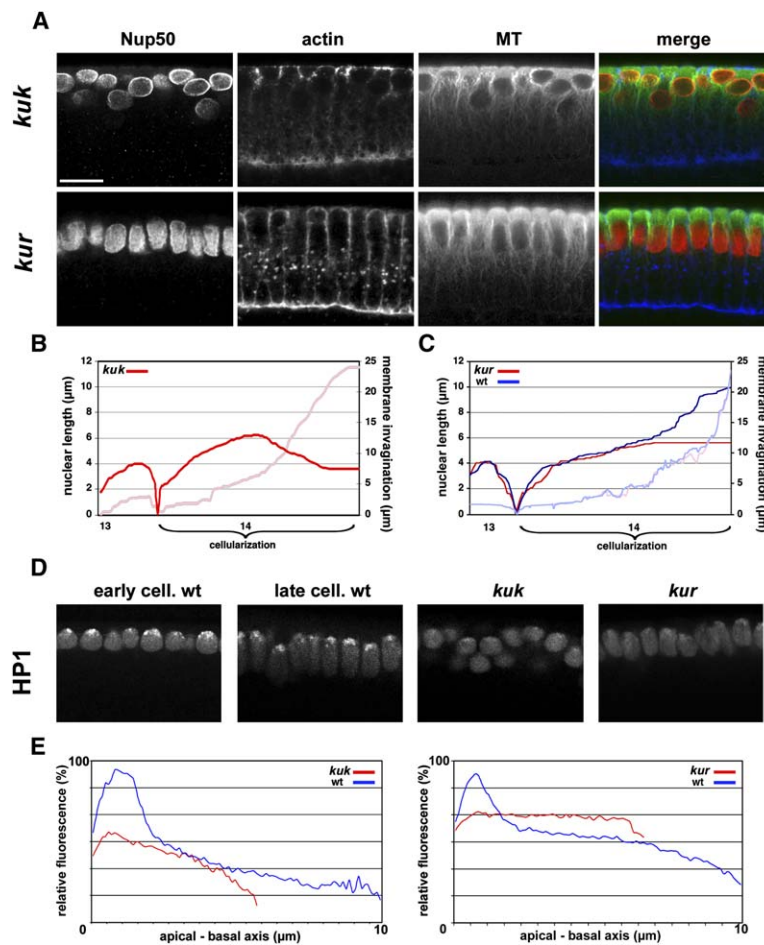 A
Nup50 actin MT merge
kuk
kur
B
C
12
10
8
6
4
2
0
nuclear length (µm)
kuk
25
20
15
10
5
0
membrane invagination (µm)
13 14
cellularization
12
10
8
6
4
2
0
nuclear length (µm)
kur
wt
25
20
15
10
5
0
membrane invagination (µm)
13 14
cellularization
D
early cell. wt late cell. wt kuk kur
HP1
E
100
relative fluorescence (%)
kuk
wt
0 10
apical - basal axis (µm)
100
relative fluorescence (%)
kur
wt
0 10
apical - basal axis (µm)